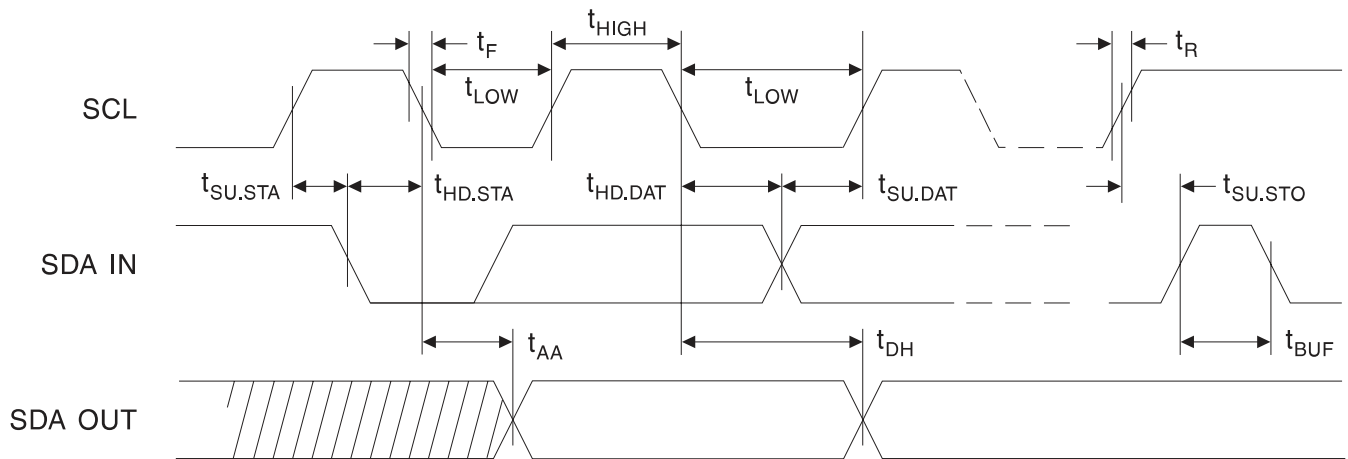 t_F
t_HIGH
t_R
t_LOW
t_LOW
SCL
t_SU.STA
t_HD.STA
t_HD.DAT
t_SU.DAT
t_SU.STO
SDA IN
t_AA
t_DH
t_BUF
SDA OUT